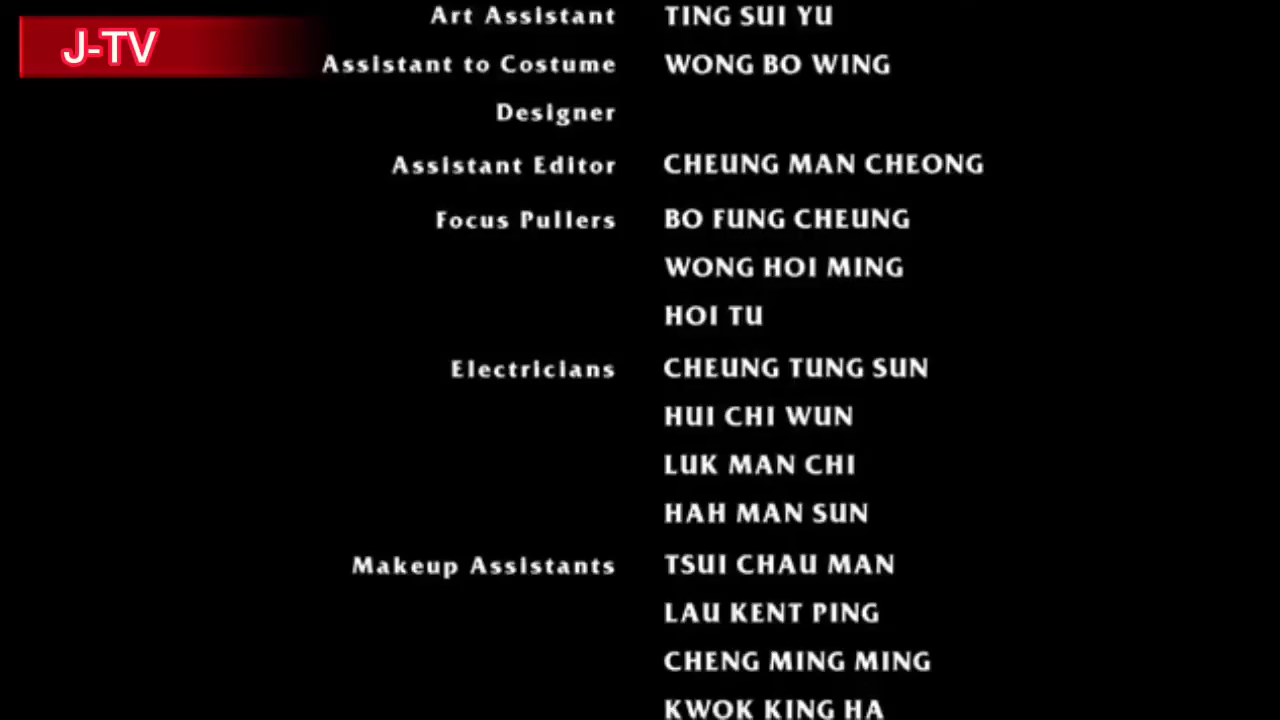 J-TV
Art Assistant TING SUI YU
Assistant to Costume WONG BO WING
Designer
Assistant Editor CHEUNG MAN CHEONG
Focus Pullers BO FUNG CHEUNG
WONG HOI MING
HOI TU
Electricians CHEUNG TUNG SUN
HUI CHI WUN
LUK MAN CHI
HAH MAN SUN
Makeup Assistants TSUI CHAU MAN
LAU KENT PING
CHENG MING MING
KWOK KING HA